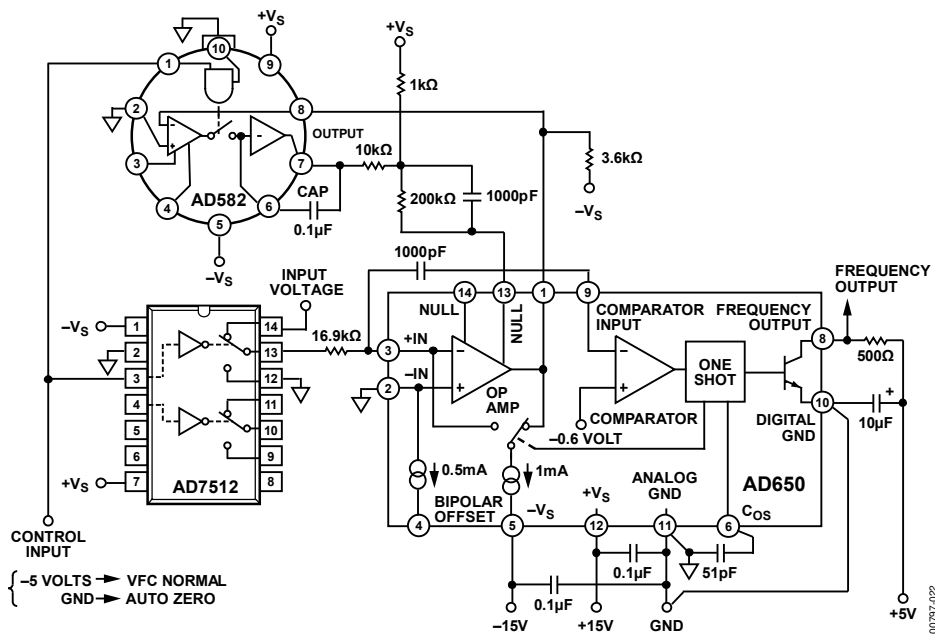 +VS
+VS
10
1
9
1kΩ
2
8
OUTPUT
3.6kΩ
10kΩ
3
7
–VS
AD582
CAP
200kΩ
1000pF
4
6
5
0.1µF
–VS
1000pF
INPUT VOLTAGE
FREQUENCY OUTPUT
14
13
1
9
NULL
NULL
COMPARATOR INPUT
FREQUENCY OUTPUT
–VS
1
14
16.9kΩ
3
+IN
–
8
2
13
–IN
+
ONE SHOT
500Ω
3
12
2
OP AMP
4
11
COMPARATOR
10
+
DIGITAL GND
10µF
5
10
–0.6 VOLT
6
9
0.5mA
1mA
ANALOG GND
AD650
+VS
7
8
AD7512
BIPOLAR OFFSET
–VS
+VS
COS
4
5
12
11
6
CONTROL INPUT
0.1µF
51pF
–5 VOLTS
VFC NORMAL
GND
AUTO ZERO
0.1µF
–15V
+15V
GND
+5V
00797-022